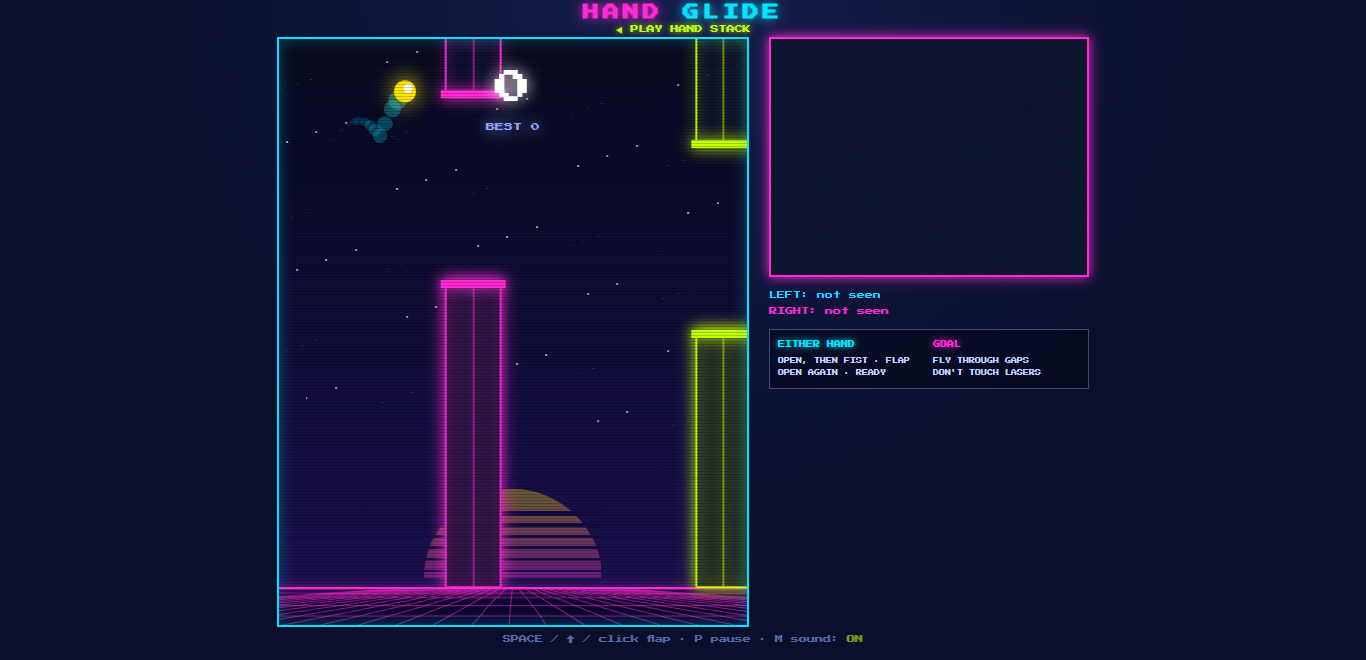 HAND GLIDE
◀ PLAY HAND STACK
0
BEST 0
LEFT: not seen
RIGHT: not seen
EITHER HAND
OPEN, THEN FIST · FLAP
OPEN AGAIN · READY
GOAL
FLY THROUGH GAPS
DON'T TOUCH LASERS
SPACE / ↑ / click flap · P pause · M sound: ON